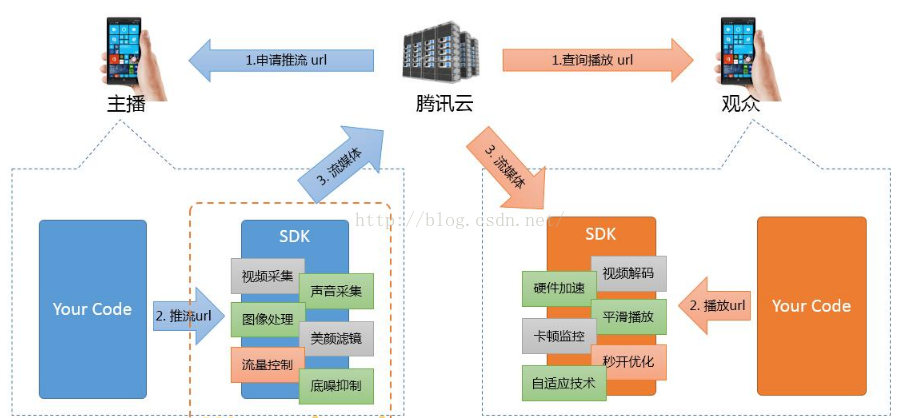 1.申请推流 url
1.查询播放 url
主播
腾讯云
观众
3. 流媒体
3. 流媒体
http://blog.csdn.net/
Your Code
2. 推流url
SDK
视频采集
声音采集
图像处理
美颜滤镜
流量控制
底噪抑制
SDK
视频解码
硬件加速
平滑播放
卡顿监控
秒开优化
自适应技术
2. 播放url
Your Code